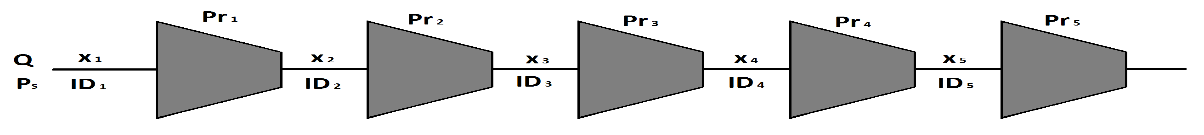 Pr₁ Pr₂ Pr₃ Pr₄ Pr₅
Q x₁ x₂ x₃ x₄ x₅
Pₛ ID₁ ID₂ ID₃ ID₄ ID₅